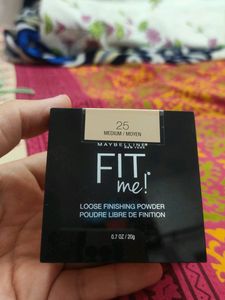 25
MEDIUM / MOYEN
MAYBELLINE
NEW YORK
FIT
me!
LOOSE FINISHING POWDER
POUDRE LIBRE DE FINITION
0.7 OZ / 20g